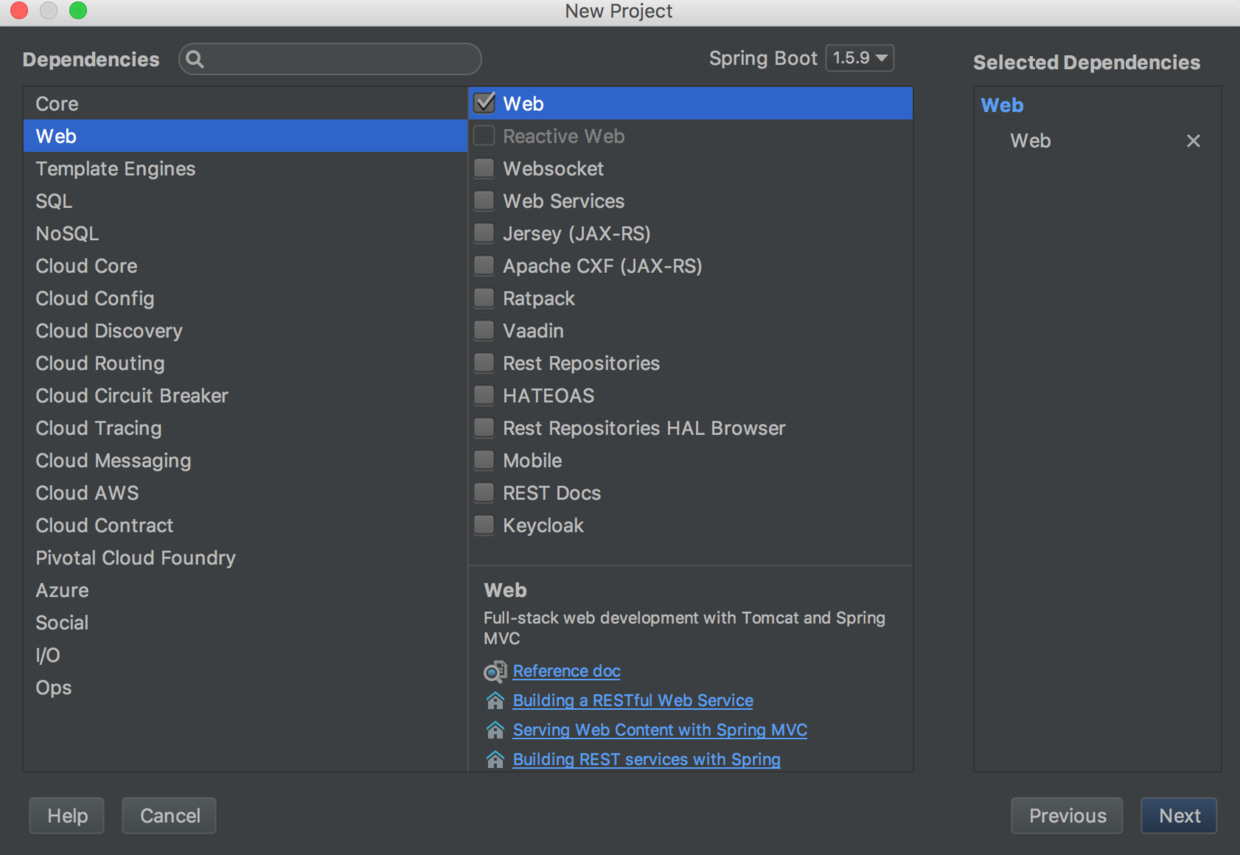 New Project
Dependencies
Spring Boot 1.5.9
Selected Dependencies
Core
Web
Template Engines
SQL
NoSQL
Cloud Core
Cloud Config
Cloud Discovery
Cloud Routing
Cloud Circuit Breaker
Cloud Tracing
Cloud Messaging
Cloud AWS
Cloud Contract
Pivotal Cloud Foundry
Azure
Social
I/O
Ops
Web
Reactive Web
Websocket
Web Services
Jersey (JAX-RS)
Apache CXF (JAX-RS)
Ratpack
Vaadin
Rest Repositories
HATEOAS
Rest Repositories HAL Browser
Mobile
REST Docs
Keycloak
Web
Full-stack web development with Tomcat and Spring
MVC
Reference doc
Building a RESTful Web Service
Serving Web Content with Spring MVC
Building REST services with Spring
Web
Web
Help
Cancel
Previous
Next